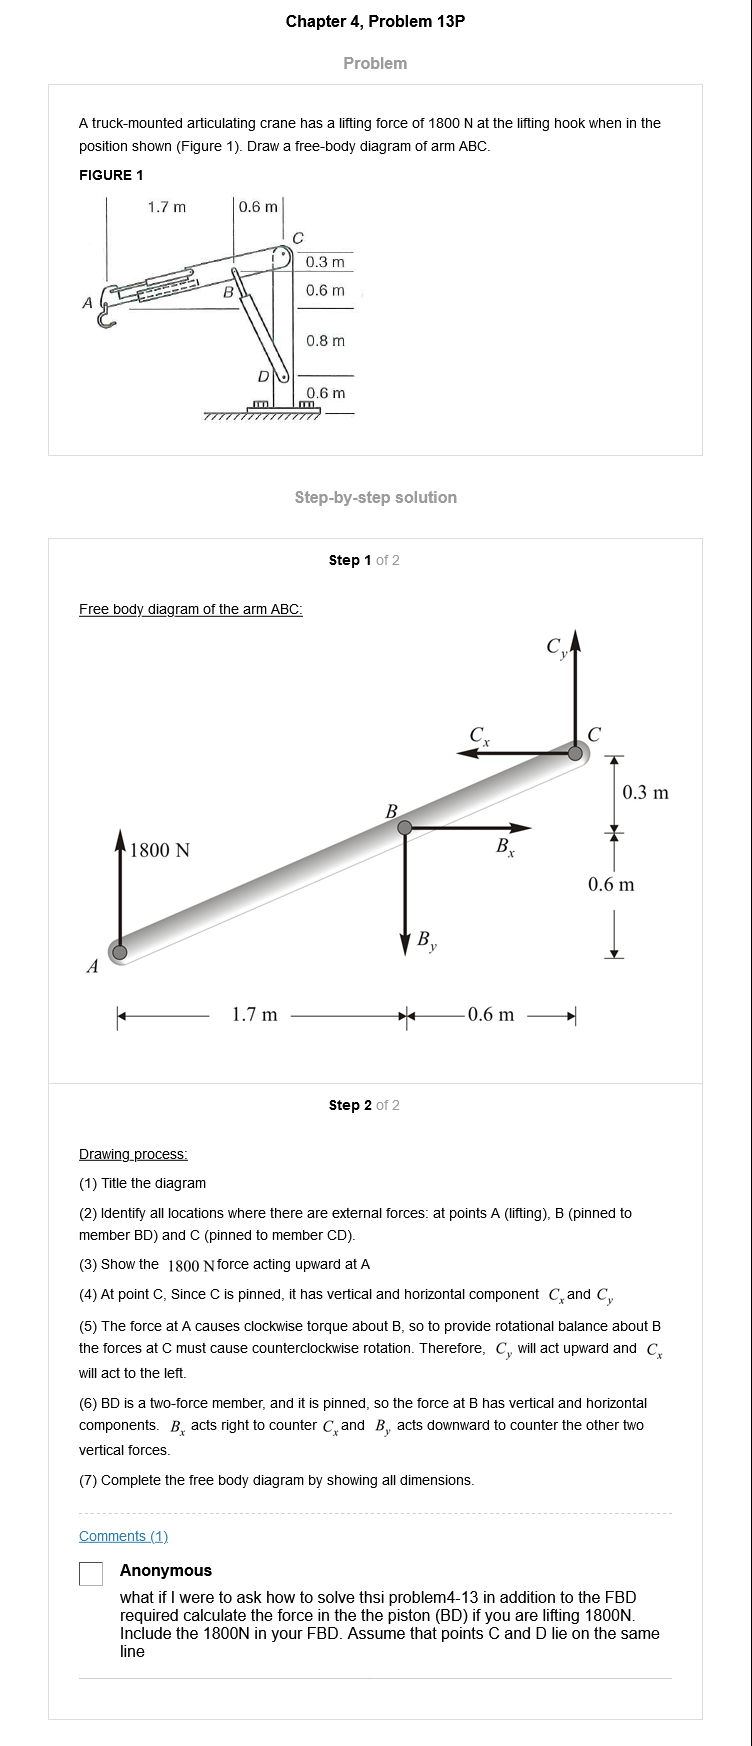 Chapter 4, Problem 13P
Problem
A truck-mounted articulating crane has a lifting force of 1800 N at the lifting hook when in the
position shown (Figure 1). Draw a free-body diagram of arm ABC.
FIGURE 1
1.7 m
0.6 m
C
0.3 m
A
B
0.6 m
0.8 m
D
0.6 m
Step-by-step solution
Step 1 of 2
Free body diagram of the arm ABC:
Cy
Cx
C
0.3 m
B
1800 N
Bx
0.6 m
By
A
1.7 m
0.6 m
Step 2 of 2
Drawing process:
(1) Title the diagram
(2) Identify all locations where there are external forces: at points A (lifting), B (pinned to
member BD) and C (pinned to member CD).
(3) Show the 1800 N force acting upward at A
(4) At point C, Since C is pinned, it has vertical and horizontal component Cx and Cy
(5) The force at A causes clockwise torque about B, so to provide rotational balance about B
the forces at C must cause counterclockwise rotation. Therefore, Cy will act upward and Cx
will act to the left.
(6) BD is a two-force member, and it is pinned, so the force at B has vertical and horizontal
components. Bx acts right to counter Cx and By acts downward to counter the other two
vertical forces.
(7) Complete the free body diagram by showing all dimensions.
Comments (1)
Anonymous
what if I were to ask how to solve thsi problem4-13 in addition to the FBD
required calculate the force in the the piston (BD) if you are lifting 1800N.
Include the 1800N in your FBD. Assume that points C and D lie on the same
line